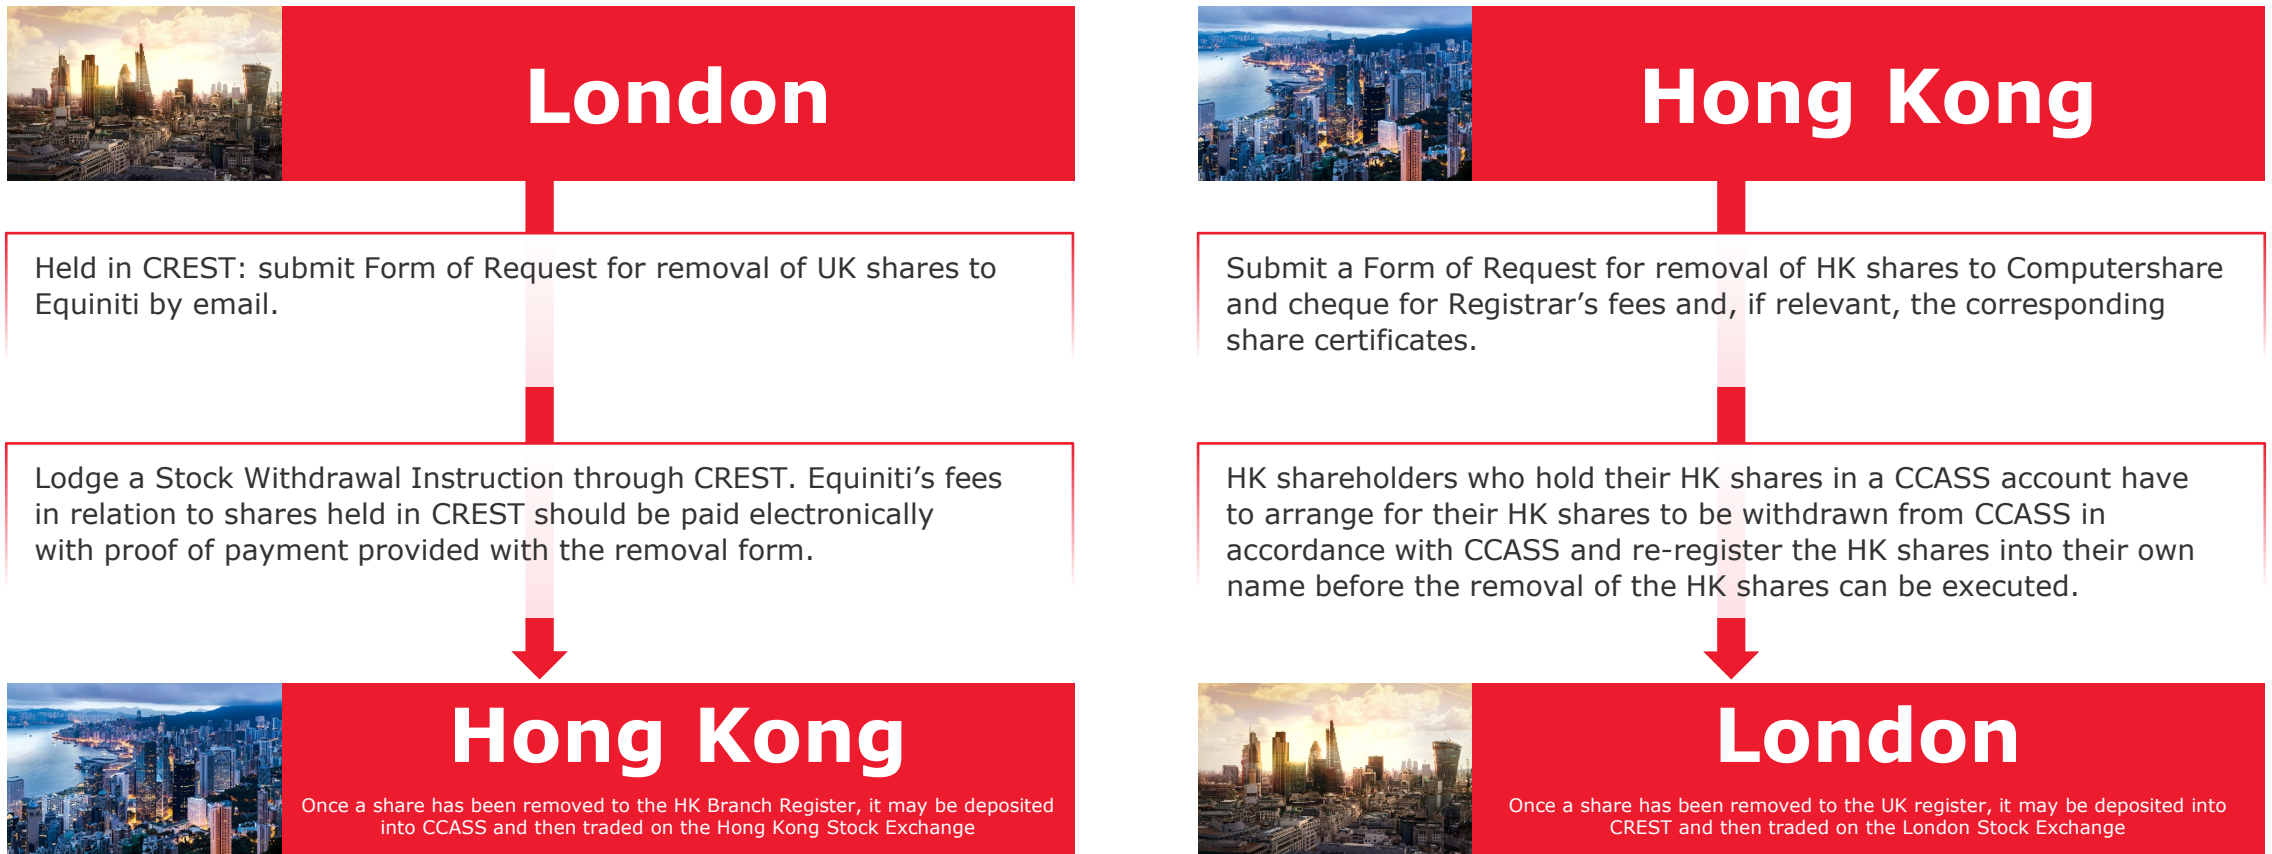 London
Held in CREST: submit Form of Request for removal of UK shares to
Equiniti by email.
Lodge a Stock Withdrawal Instruction through CREST. Equiniti’s fees
in relation to shares held in CREST should be paid electronically
with proof of payment provided with the removal form.
Hong Kong
Once a share has been removed to the HK Branch Register, it may be deposited
into CCASS and then traded on the Hong Kong Stock Exchange
Hong Kong
Submit a Form of Request for removal of HK shares to Computershare
and cheque for Registrar’s fees and, if relevant, the corresponding
share certificates.
HK shareholders who hold their HK shares in a CCASS account have
to arrange for their HK shares to be withdrawn from CCASS in
accordance with CCASS and re-register the HK shares into their own
name before the removal of the HK shares can be executed.
London
Once a share has been removed to the UK register, it may be deposited into
CREST and then traded on the London Stock Exchange